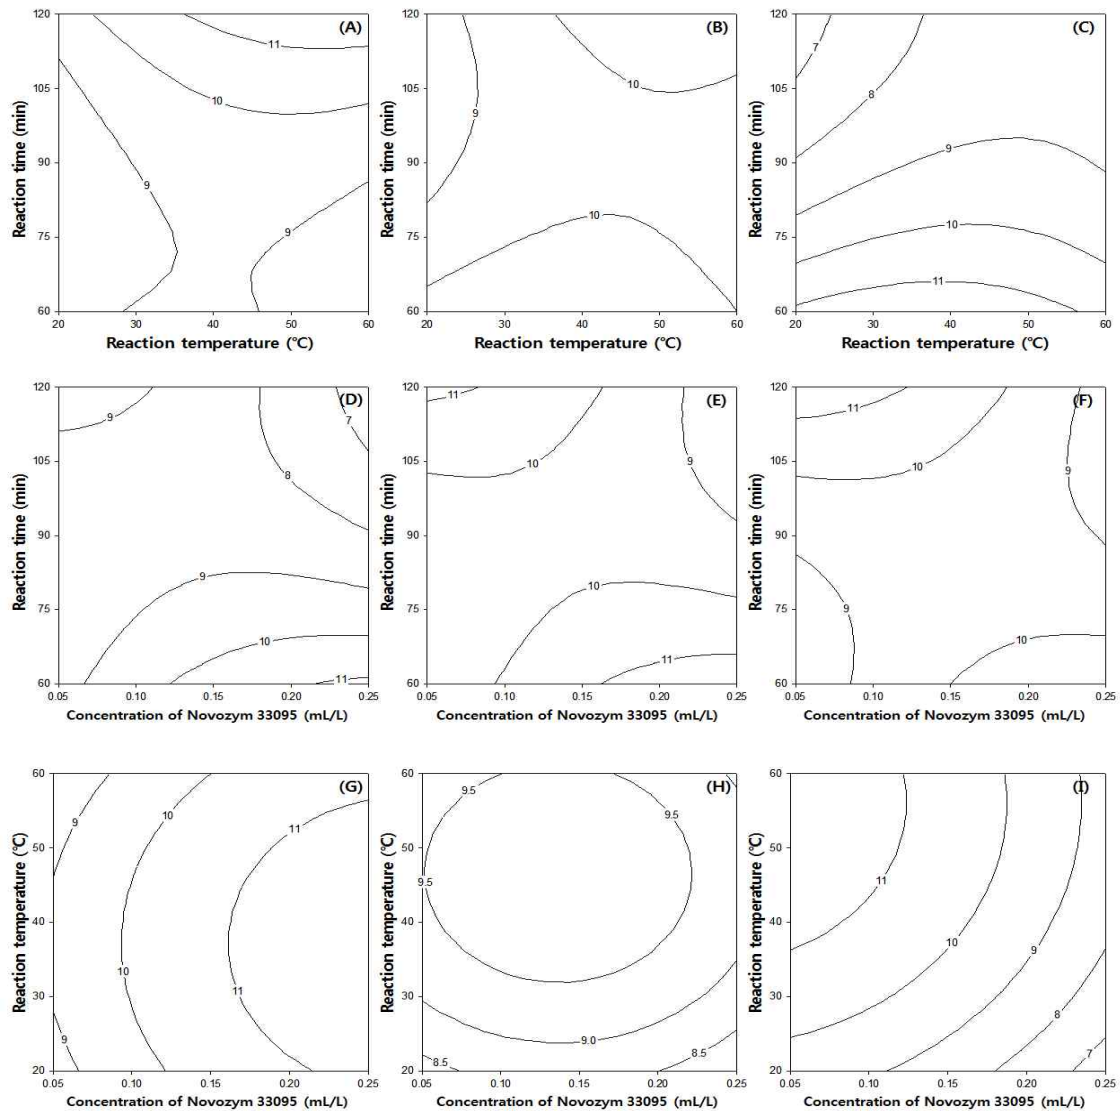 (A)
120
105
90
75
60
Reaction time (min)
11
10
9
9
20 30 40 50 60
Reaction temperature (℃)
(B)
120
105
90
75
60
Reaction time (min)
10
9
10
20 30 40 50 60
Reaction temperature (℃)
(C)
120
105
90
75
60
Reaction time (min)
7
8
9
10
11
20 30 40 50 60
Reaction temperature (℃)
(D)
120
105
90
75
60
Reaction time (min)
9
7
8
9
10
11
0.05 0.10 0.15 0.20 0.25
Concentration of Novozym 33095 (mL/L)
(E)
120
105
90
75
60
Reaction time (min)
11
10
9
10
11
0.05 0.10 0.15 0.20 0.25
Concentration of Novozym 33095 (mL/L)
(F)
120
105
90
75
60
Reaction time (min)
11
10
9
9
10
0.05 0.10 0.15 0.20 0.25
Concentration of Novozym 33095 (mL/L)
(G)
60
50
40
30
20
Reaction temperature (℃)
9
10
11
10
11
9
0.05 0.10 0.15 0.20 0.25
Concentration of Novozym 33095 (mL/L)
(H)
60
50
40
30
20
Reaction temperature (℃)
9.5
9.5
9.5
9.0
8.5
8.5
0.05 0.10 0.15 0.20 0.25
Concentration of Novozym 33095 (mL/L)
(I)
60
50
40
30
20
Reaction temperature (℃)
11
10
9
8
7
0.05 0.10 0.15 0.20 0.25
Concentration of Novozym 33095 (mL/L)